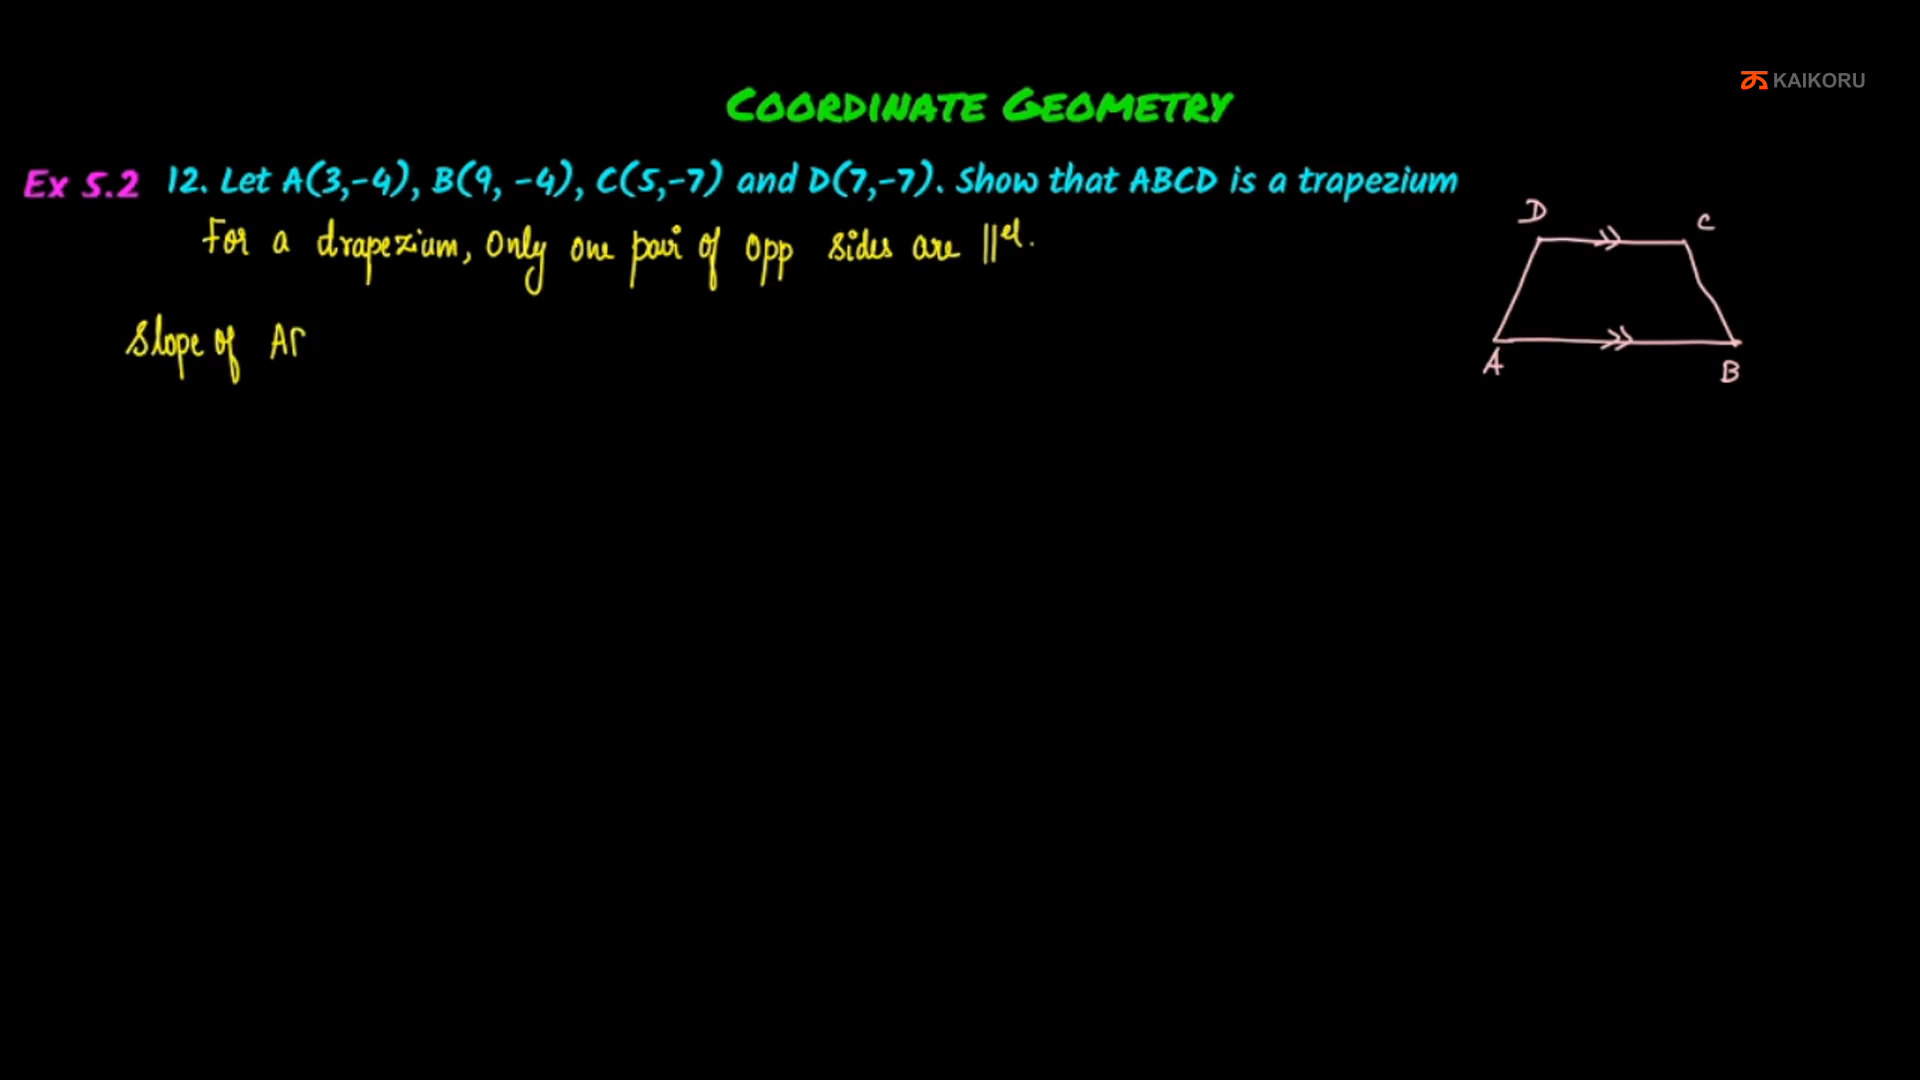 KAIKORU
COORDINATE GEOMETRY
Ex 5.2 12. Let A(3,-4), B(9, -4), C(5,-7) and D(7,-7). Show that ABCD is a trapezium
For a drapezium, Only one pair of opp sides are ||el.
D C
Slope of A
A B